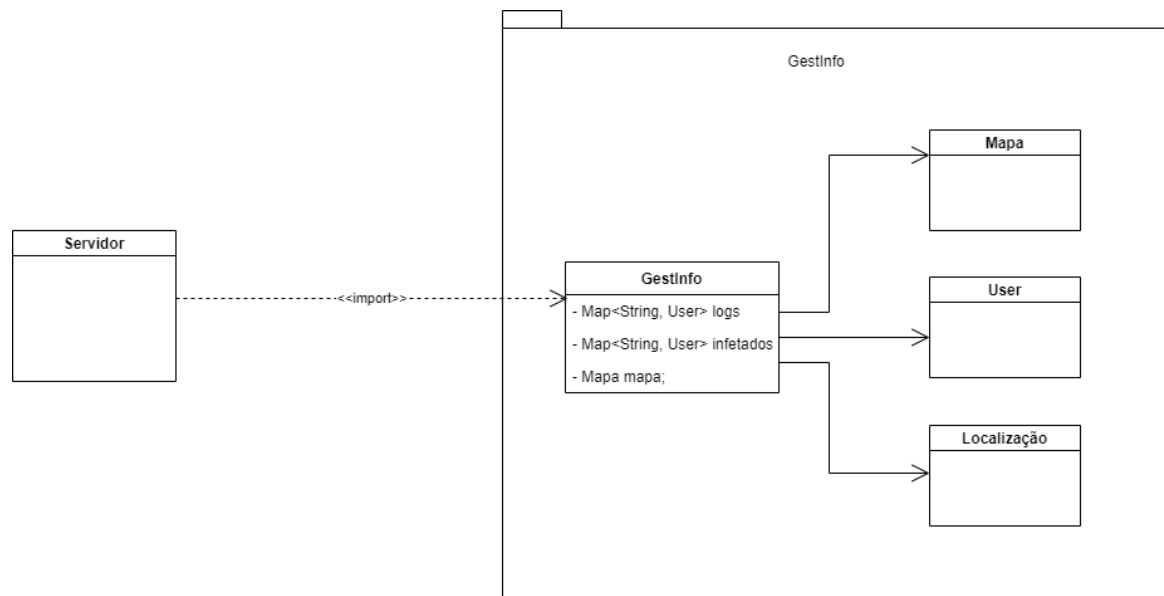 GestInfo
Mapa
Servidor
<<import>>
GestInfo
- Map<String, User> logs
- Map<String, User> infetados
- Mapa mapa;
User
Localização